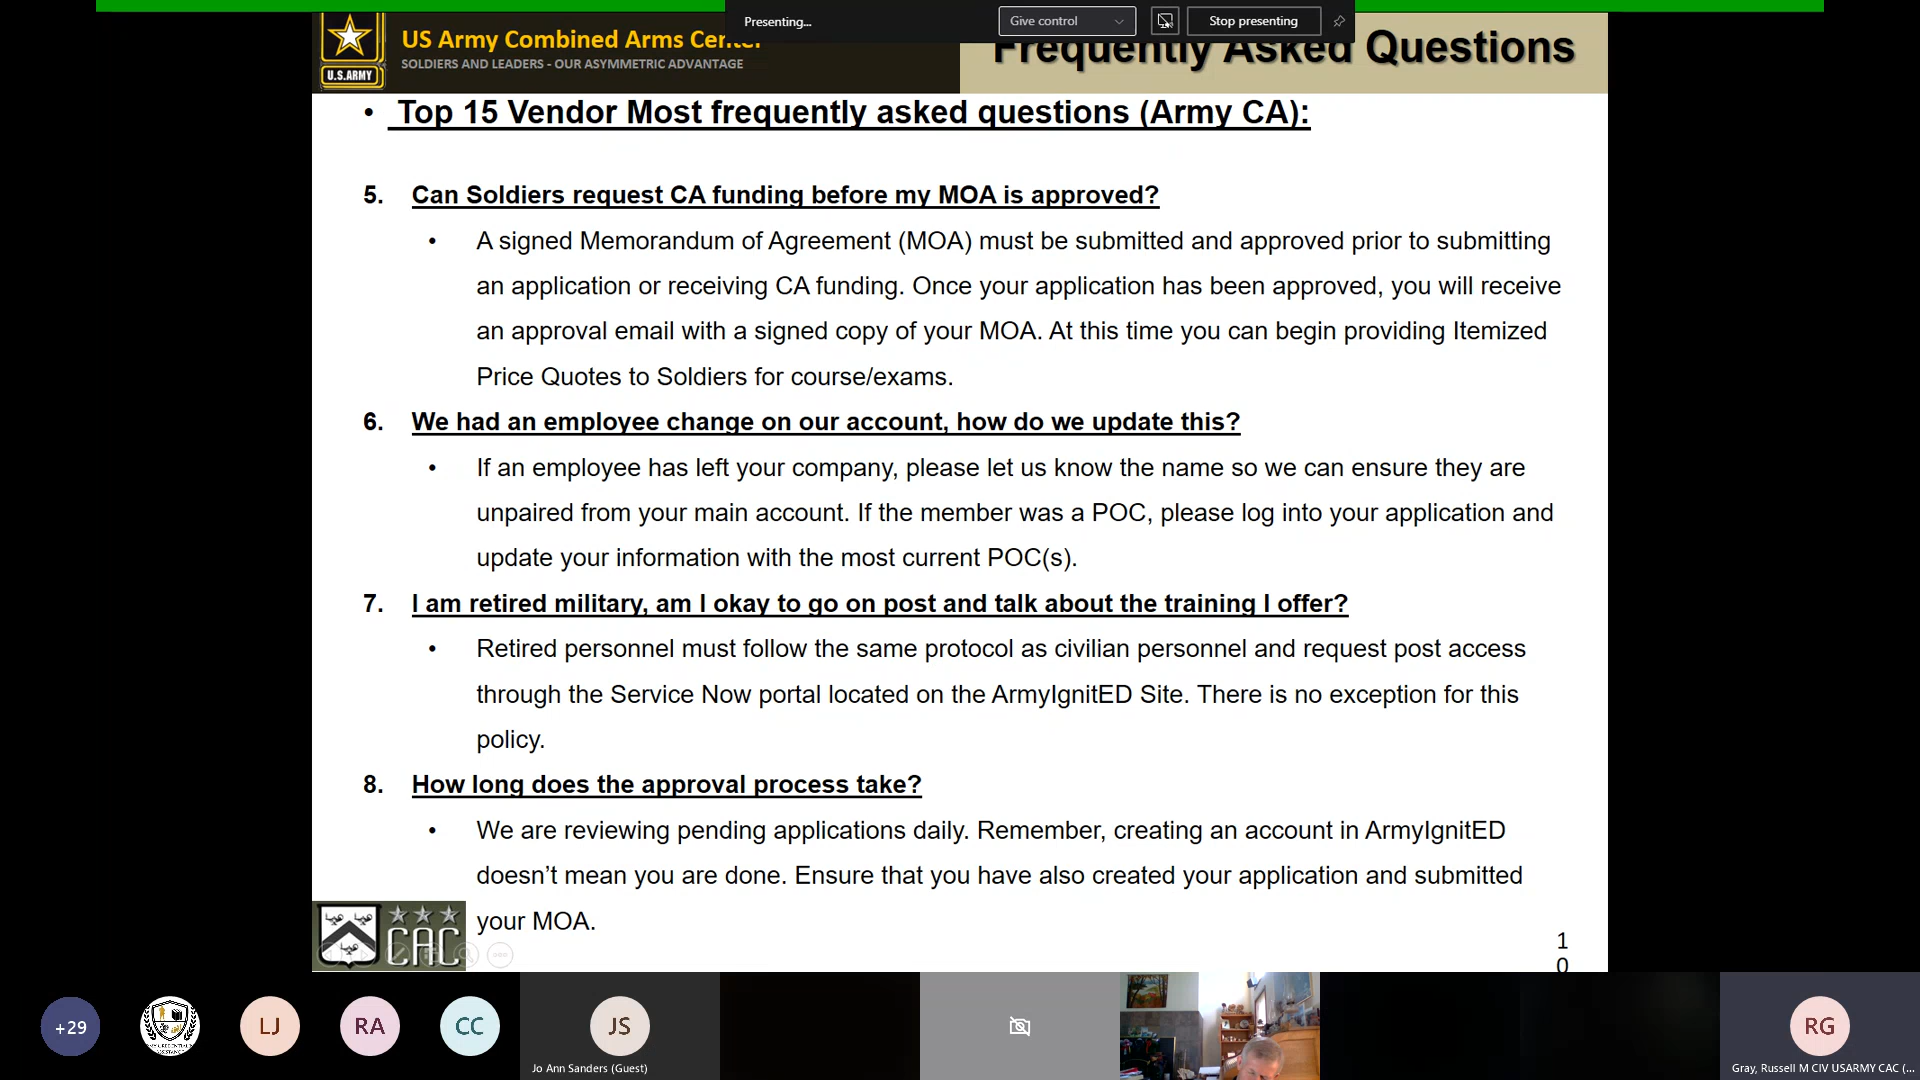 Presenting...
Give control
Stop presenting
US Army Combined Arms Center
SOLDIERS AND LEADERS - OUR ASYMMETRIC ADVANTAGE
U.S.ARMY
Frequently Asked Questions
• Top 15 Vendor Most frequently asked questions (Army CA):
5. Can Soldiers request CA funding before my MOA is approved?
• A signed Memorandum of Agreement (MOA) must be submitted and approved prior to submitting
an application or receiving CA funding. Once your application has been approved, you will receive
an approval email with a signed copy of your MOA. At this time you can begin providing Itemized
Price Quotes to Soldiers for course/exams.
6. We had an employee change on our account, how do we update this?
• If an employee has left your company, please let us know the name so we can ensure they are
unpaired from your main account. If the member was a POC, please log into your application and
update your information with the most current POC(s).
7. I am retired military, am I okay to go on post and talk about the training I offer?
• Retired personnel must follow the same protocol as civilian personnel and request post access
through the Service Now portal located on the ArmyIgnitED Site. There is no exception for this
policy.
8. How long does the approval process take?
• We are reviewing pending applications daily. Remember, creating an account in ArmyIgnitED
doesn’t mean you are done. Ensure that you have also created your application and submitted
your MOA.
CAC
1
0
+29
LJ
RA
CC
JS
Jo Ann Sanders (Guest)
RG
Gray, Russell M CIV USARMY CAC (...